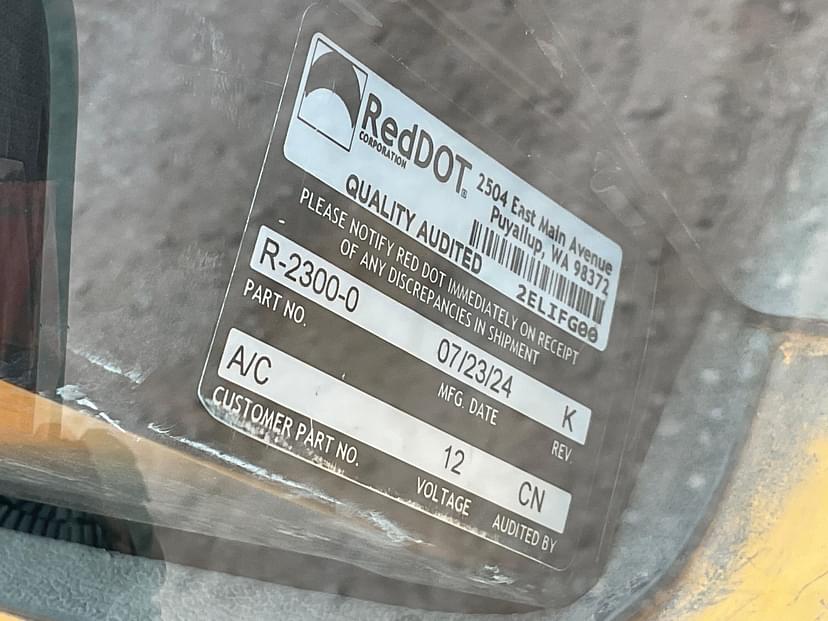 RedDOT®
CORPORATION
2504 East Main Avenue
Puyallup, WA 98372
QUALITY AUDITED
2ELIFG00
PLEASE NOTIFY RED DOT IMMEDIATELY ON RECEIPT
OF ANY DISCREPANCIES IN SHIPMENT
R-2300-0 07/23/24 K
PART NO. MFG. DATE REV.
A/C 12 CN
CUSTOMER PART NO. VOLTAGE AUDITED BY